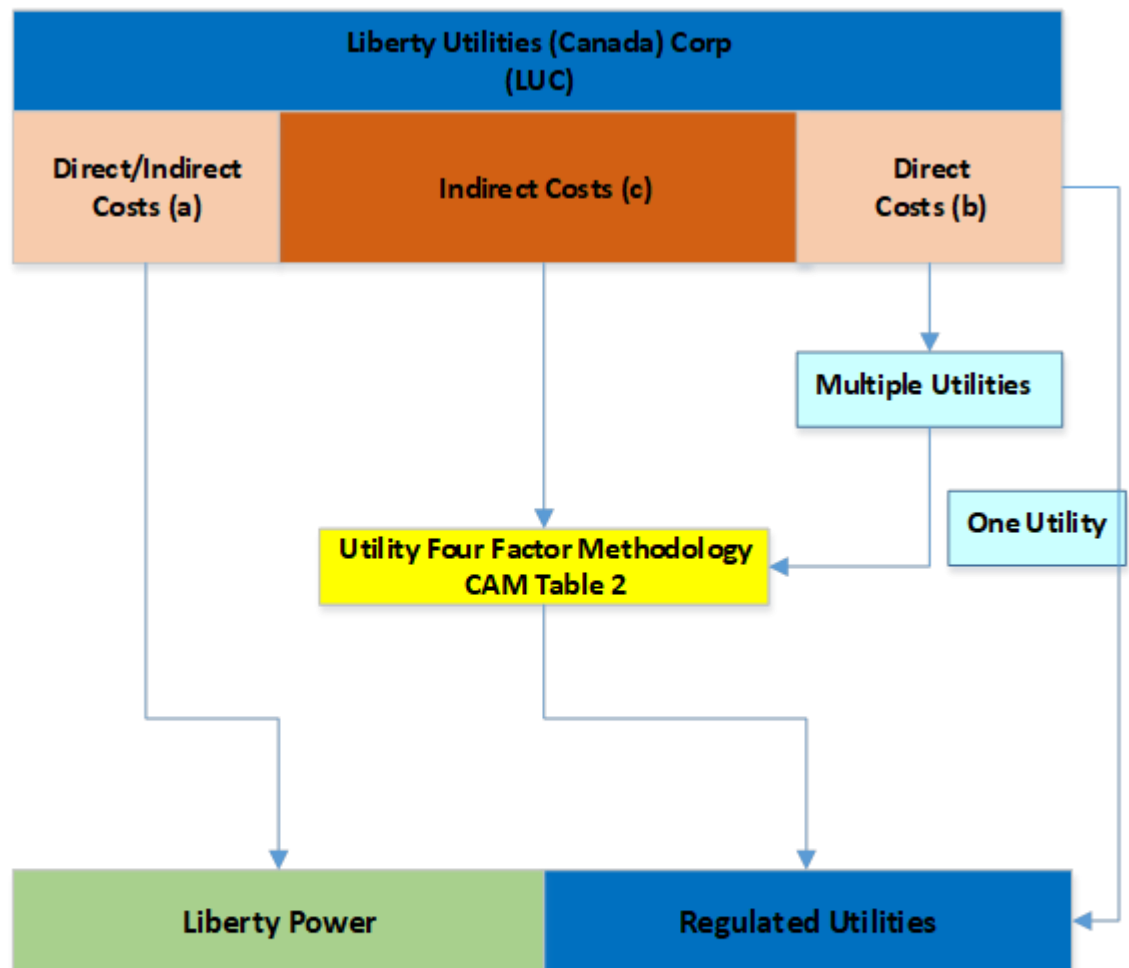 Liberty Utilities (Canada) Corp
(LUC)
Direct/Indirect
Costs (a)
Indirect Costs (c)
Direct
Costs (b)
Multiple Utilities
One Utility
Utility Four Factor Methodology
CAM Table 2
Liberty Power
Regulated Utilities